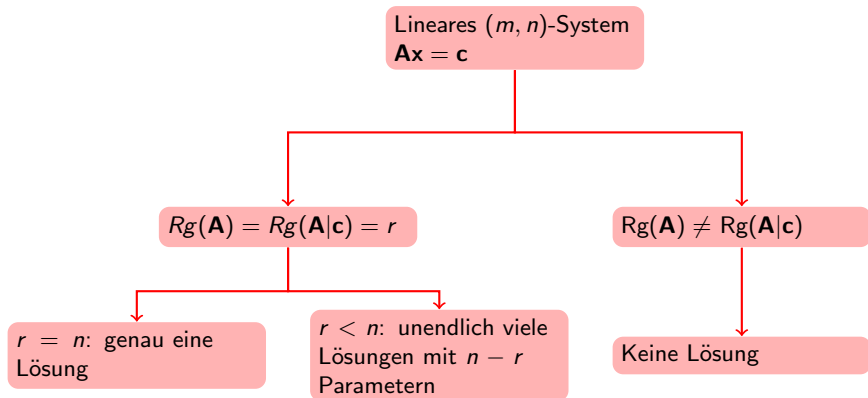 Lineares (m, n)-System
Ax = c
Rg(A) = Rg(A|c) = r
Rg(A) ≠ Rg(A|c)
r = n: genau eine
Lösung
r < n: unendlich viele
Lösungen mit n − r
Parametern
Keine Lösung